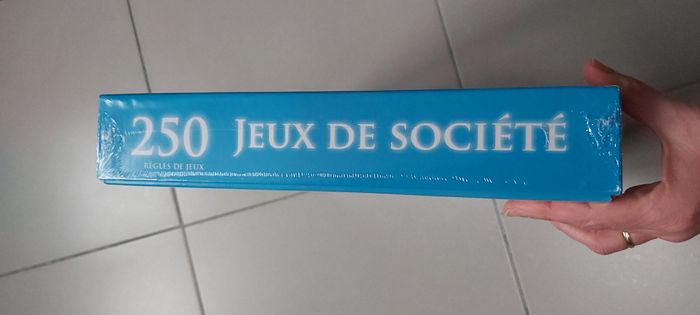 250 JEUX DE SOCIÉTÉ
RÈGLES DE JEUX